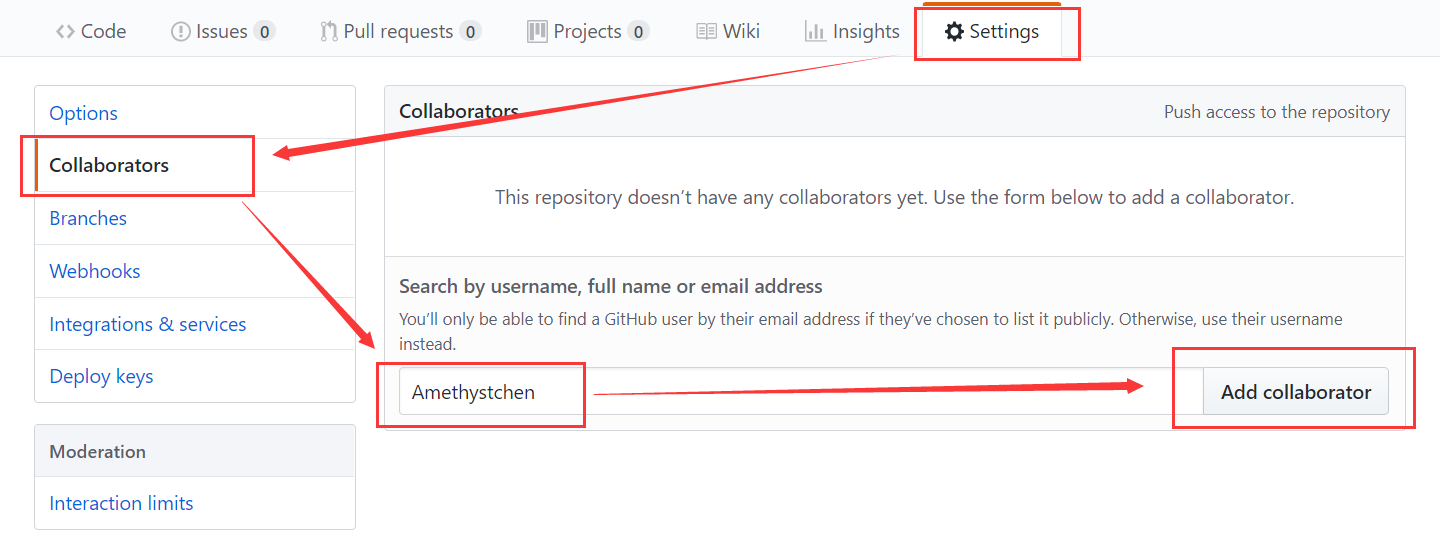 Code Issues 0 Pull requests 0 Projects 0 Wiki Insights Settings
Options
Collaborators
Branches
Webhooks
Integrations & services
Deploy keys
Moderation
Interaction limits
Collaborators Push access to the repository
This repository doesn’t have any collaborators yet. Use the form below to add a collaborator.
Search by username, full name or email address
You’ll only be able to find a GitHub user by their email address if they’ve chosen to list it publicly. Otherwise, use their username
instead.
Amethystchen Add collaborator